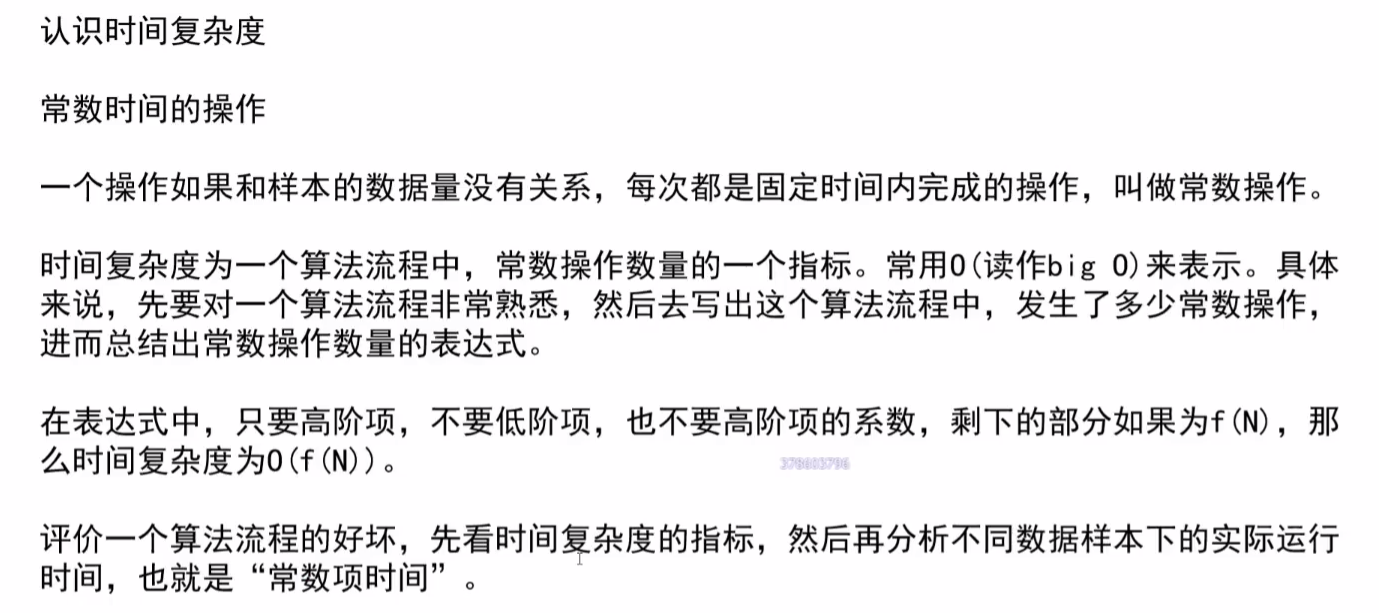 认识时间复杂度
常数时间的操作
一个操作如果和样本的数据量没有关系，每次都是固定时间内完成的操作，叫做常数操作。
时间复杂度为一个算法流程中，常数操作数量的一个指标。常用O(读作big O)来表示。具体
来说，先要对一个算法流程非常熟悉，然后去写出这个算法流程中，发生了多少常数操作，
进而总结出常数操作数量的表达式。
在表达式中，只要高阶项，不要低阶项，也不要高阶项的系数，剩下的部分如果为f(N)，那
么时间复杂度为O(f(N))。
评价一个算法流程的好坏，先看时间复杂度的指标，然后再分析不同数据样本下的实际运行
时间，也就是“常数项时间”。